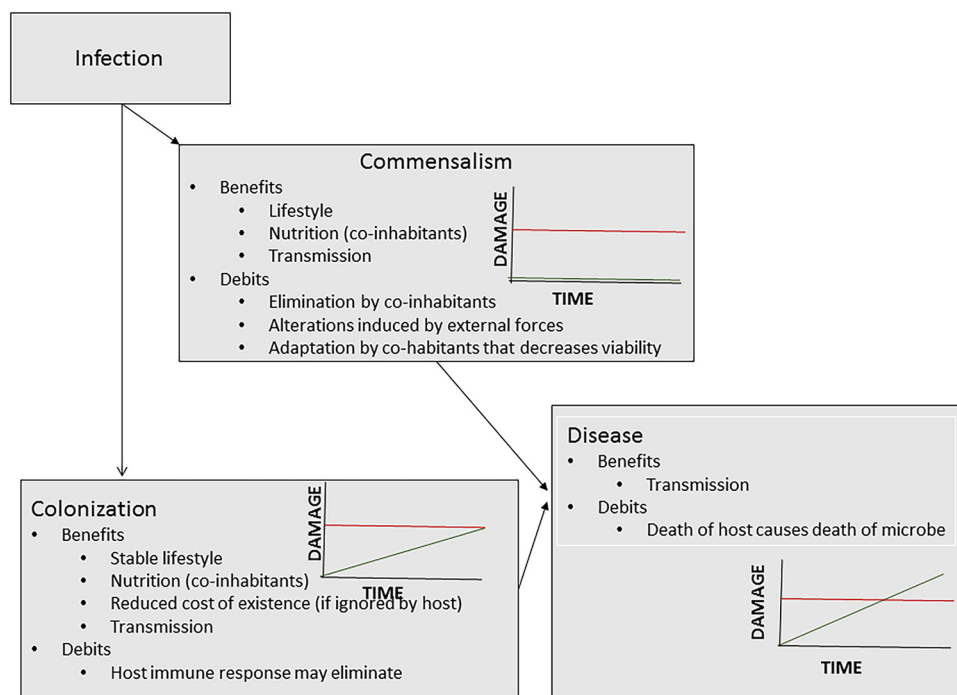 Infection
Commensalism
• Benefits
• Lifestyle
• Nutrition (co-inhabitants)
• Transmission
• Debits
• Elimination by co-inhabitants
• Alterations induced by external forces
• Adaptation by co-habitants that decreases viability
DAMAGE
TIME
Colonization
• Benefits
• Stable lifestyle
• Nutrition (co-inhabitants)
• Reduced cost of existence (if ignored by host)
• Transmission
• Debits
• Host immune response may eliminate
DAMAGE
TIME
Disease
• Benefits
• Transmission
• Debits
• Death of host causes death of microbe
DAMAGE
TIME